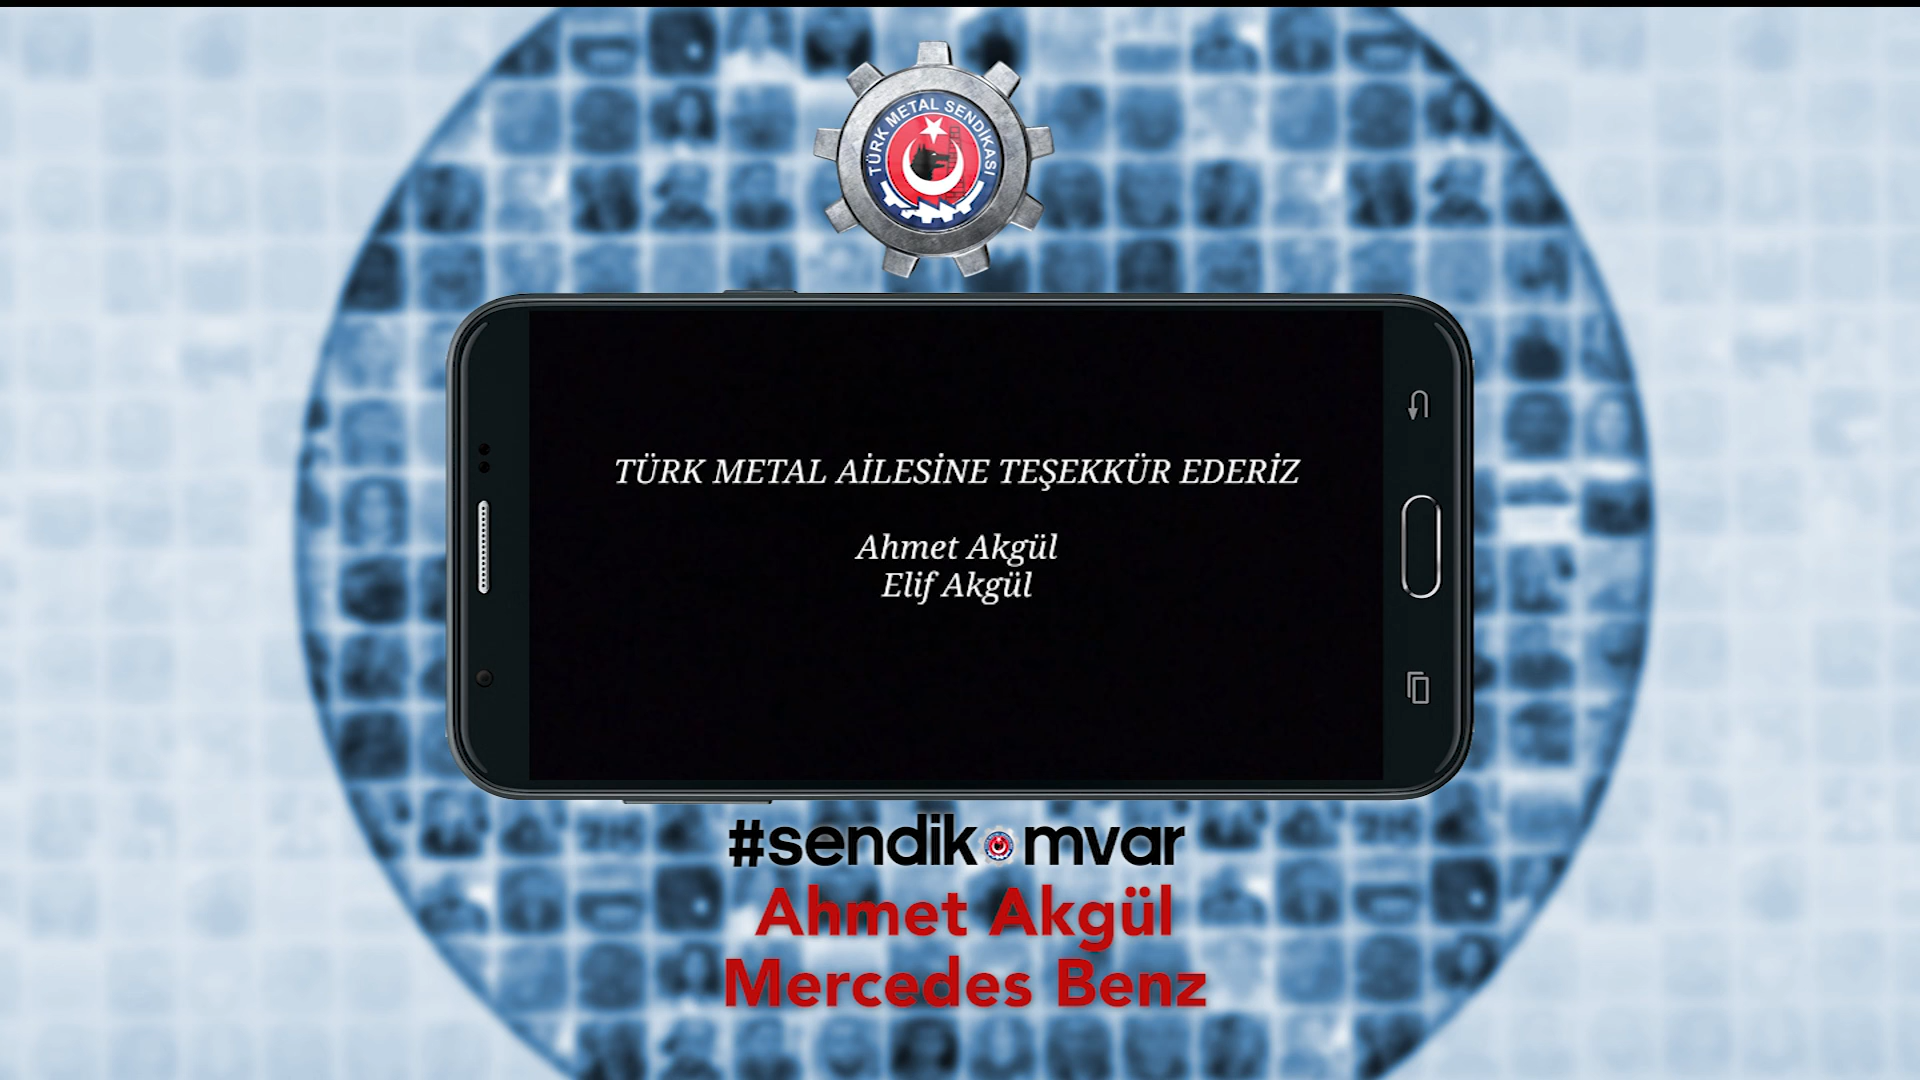 TÜRK METAL SENDİKASI
TÜRK METAL AİLESİNE TEŞEKKÜR EDERİZ
Ahmet Akgül
Elif Akgül
#sendikomvar
Ahmet Akgül
Mercedes Benz